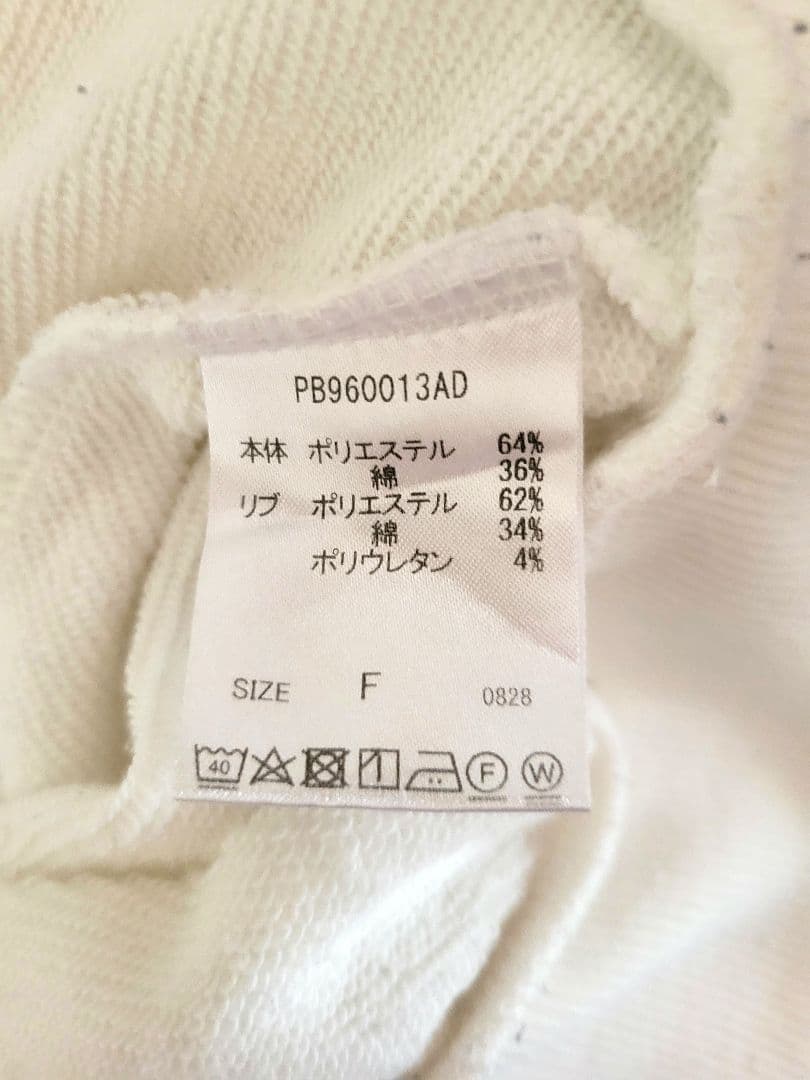 PB960013AD
本体 ポリエステル 64%
綿 36%
リブ ポリエステル 62%
綿 34%
ポリウレタン 4%
SIZE F 0828
40 F W